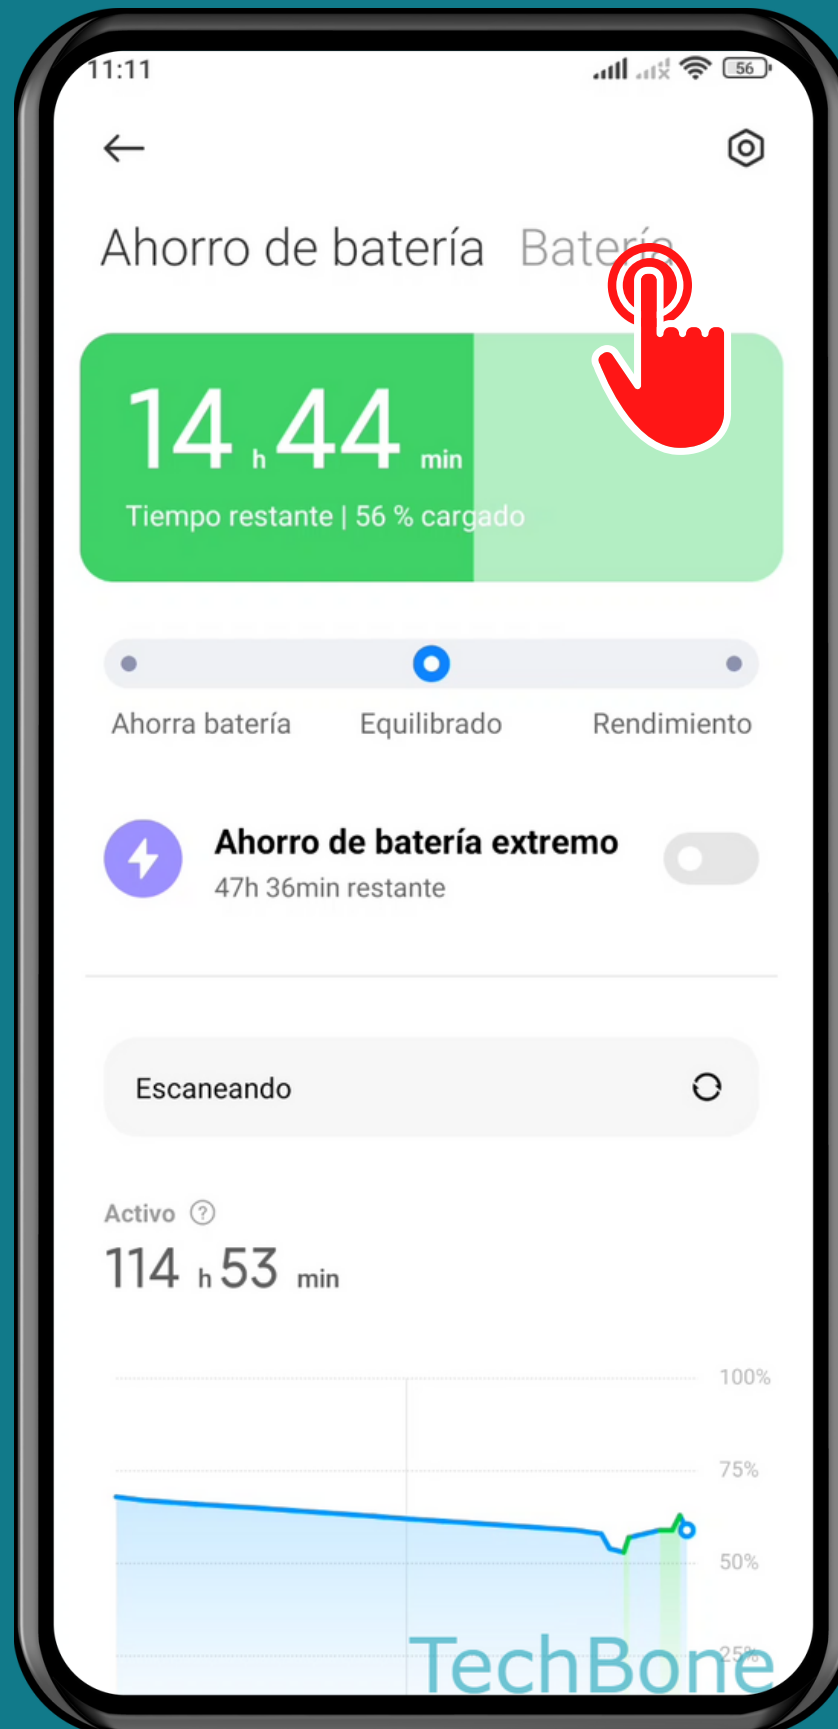 11:11 56
Ahorro de batería Batería
14 h 44 min
Tiempo restante | 56 % cargado
Ahorra batería Equilibrado Rendimiento
Ahorro de batería extremo
47h 36min restante
Escaneando
Activo ?
114 h 53 min
100%
75%
50%
25%
TechBone